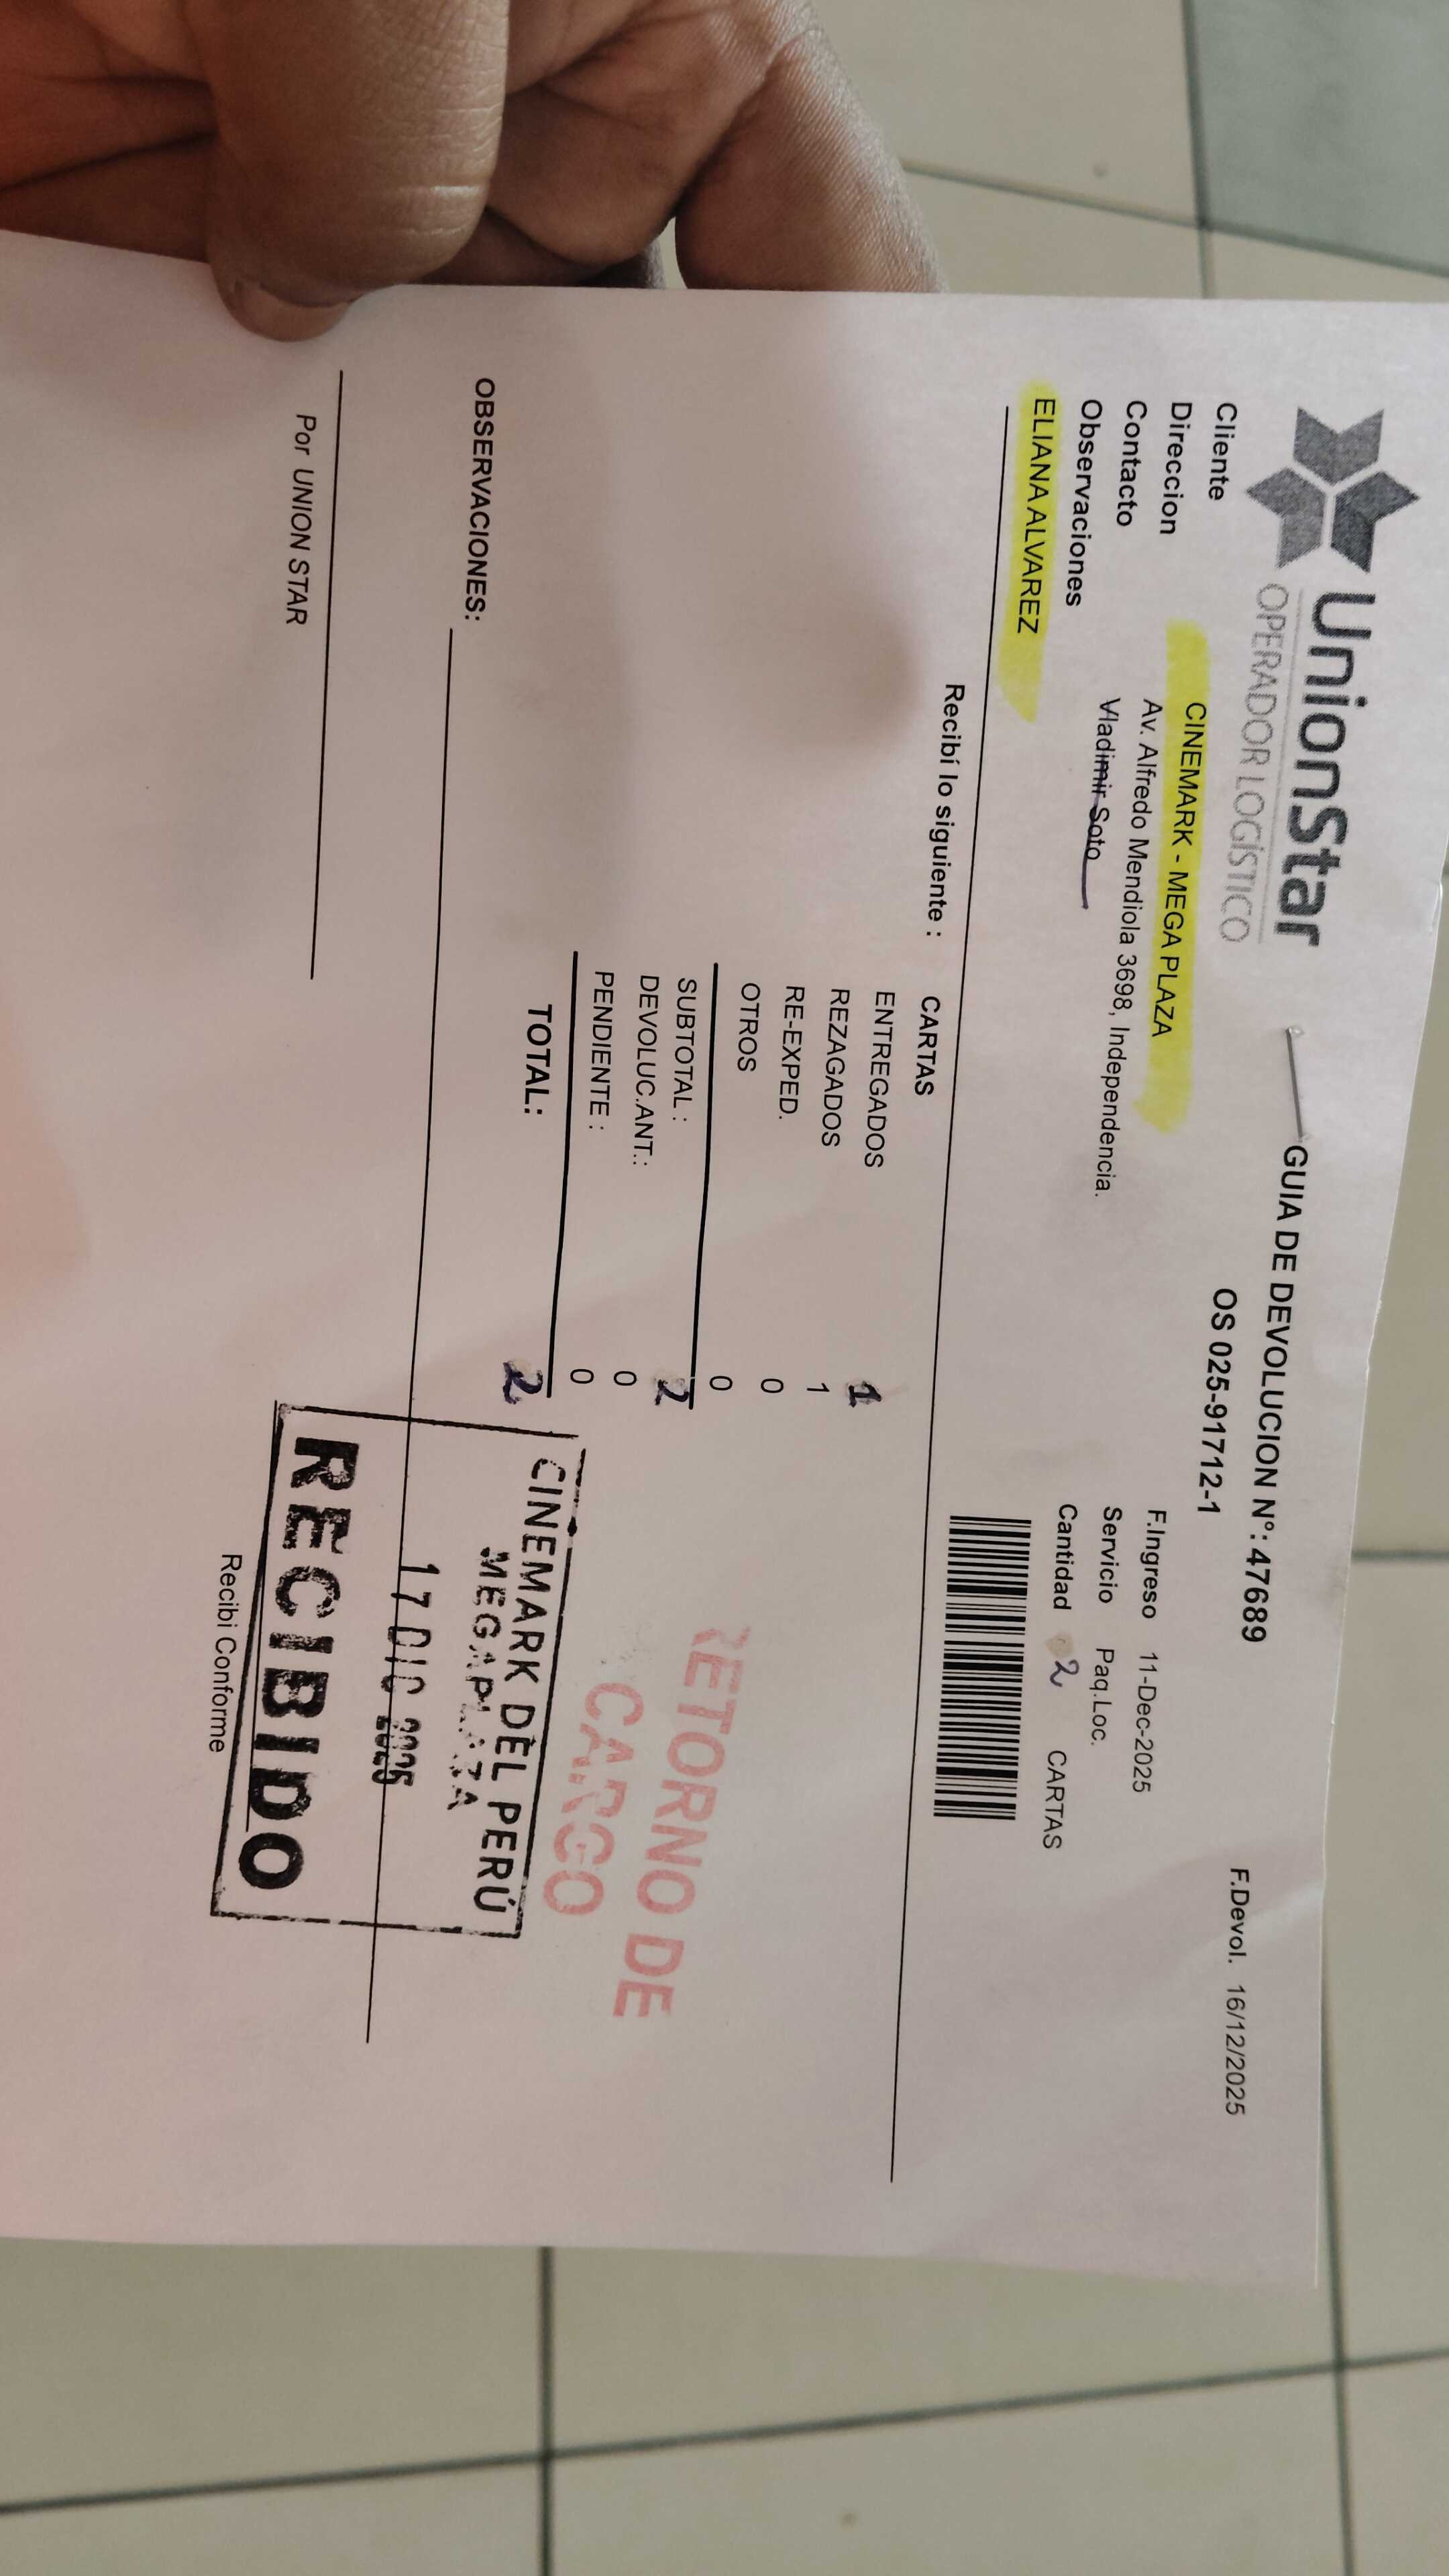 UnionStar
OPERADOR LOGÍSTICO
GUIA DE DEVOLUCION Nº: 47689
OS 025-91712-1
F.Devol. 16/12/2025
Cliente CINEMARK - MEGA PLAZA
F.Ingreso 11-Dec-2025
Direccion Av. Alfredo Mendiola 3698, Independencia.
Servicio Paq.Loc.
Contacto Vladimir Soto
Cantidad 2 CARTAS
Observaciones
ELIANA ALVAREZ
Recibí lo siguiente : CARTAS
ENTREGADOS 1
REZAGADOS 1
RE-EXPED. 0
OTROS 0
SUBTOTAL : 2
DEVOLUC.ANT.: 0
PENDIENTE : 0
TOTAL: 2
RETORNO DE
CARGO
OBSERVACIONES:
CINEMARK DEL PERÚ
MEGAPLAZA
17 DIC 2025
RECIBIDO
Por UNION STAR
Recibi Conforme